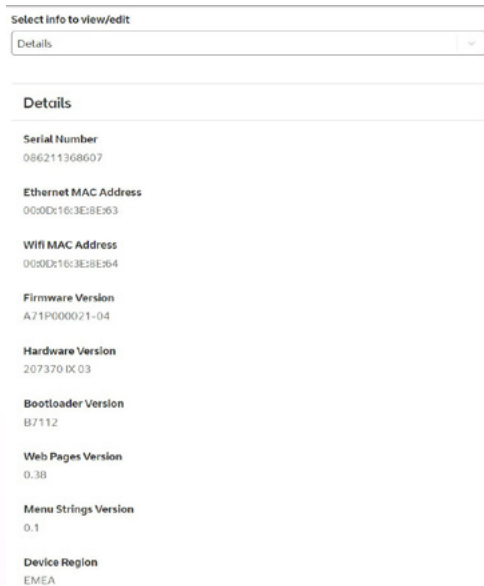 Select info to view/edit
Details
Details
Serial Number
086211368607
Ethernet MAC Address
00:0D:16:3E:8E:63
Wifi MAC Address
00:0D:16:3E:8E:64
Firmware Version
A71P000021-04
Hardware Version
207370 IX 03
Bootloader Version
B7112
Web Pages Version
0.38
Menu Strings Version
0.1
Device Region
EMEA